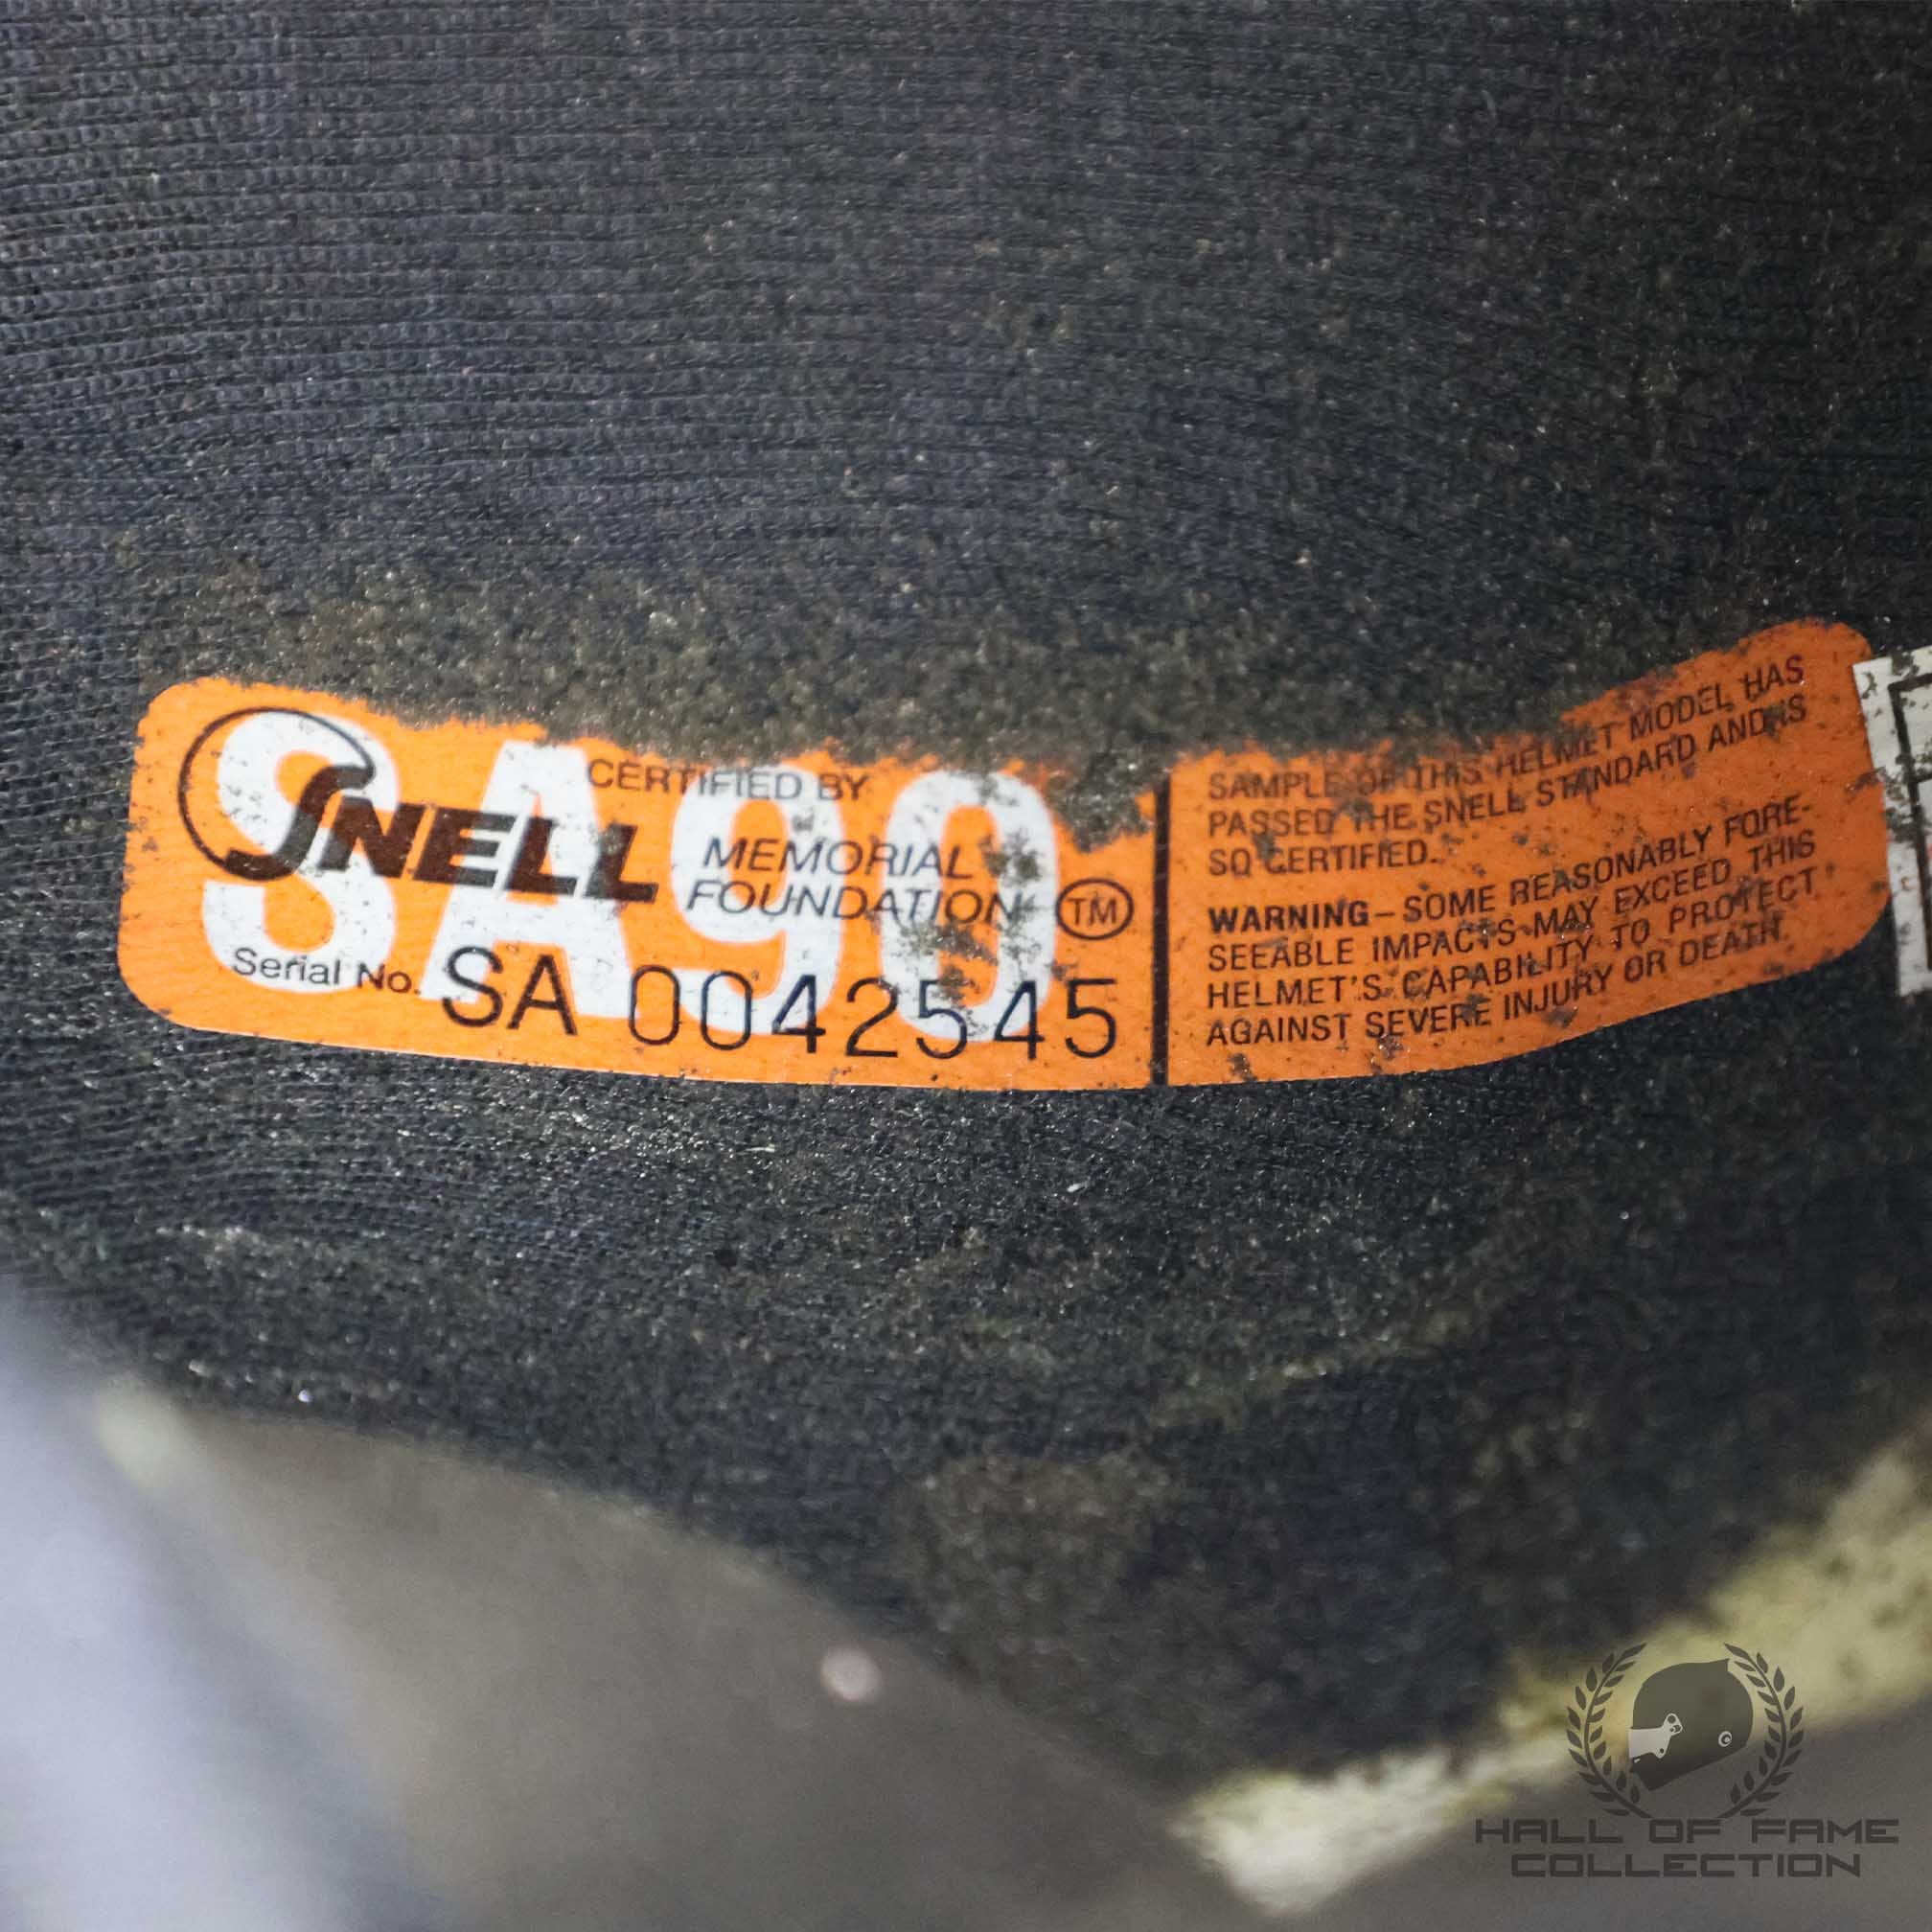 SA90
CERTIFIED BY
SNELL MEMORIAL
FOUNDATION TM
Serial No. SA 0042545
SAMPLE OF THIS HELMET MODEL HAS
PASSED THE SNELL STANDARD AND IS
SO CERTIFIED.
WARNING – SOME REASONABLY FORE-
SEEABLE IMPACTS MAY EXCEED THIS
HELMET'S CAPABILITY TO PROTECT
AGAINST SEVERE INJURY OR DEATH.
HALL OF FAME
COLLECTION